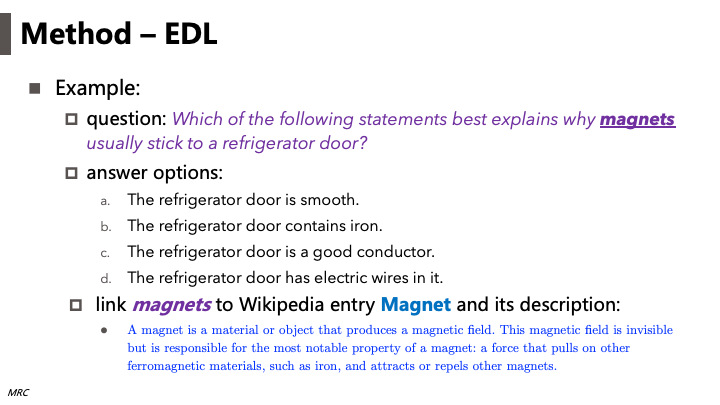 Method – EDL
Example:
question: Which of the following statements best explains why magnets
usually stick to a refrigerator door?
answer options:
a. The refrigerator door is smooth.
b. The refrigerator door contains iron.
c. The refrigerator door is a good conductor.
d. The refrigerator door has electric wires in it.
link magnets to Wikipedia entry Magnet and its description:
A magnet is a material or object that produces a magnetic field. This magnetic field is invisible
but is responsible for the most notable property of a magnet: a force that pulls on other
ferromagnetic materials, such as iron, and attracts or repels other magnets.
MRC